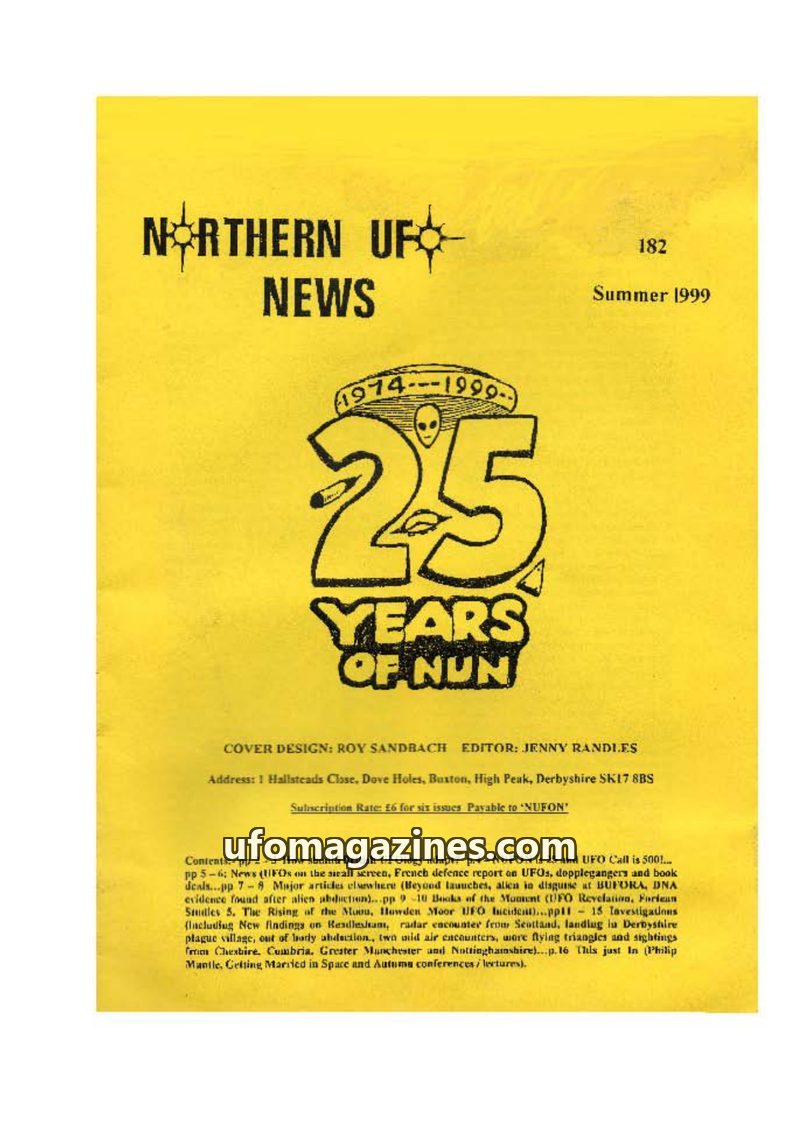 NORTHERN UFO
NEWS
182
Summer 1999
-1974---1999--
25
YEARS
OF NUN
COVER DESIGN: ROY SANDBACH EDITOR: JENNY RANDLES
Address: 1 Hallsteads Close, Dove Holes, Buxton, High Peak, Derbyshire SK17 8BS
Subscription Rate: £6 for six issues Payable to 'NUFON'
ufomagazines.com
Contents: pp 2 UFO Call is 500!...
pp 5 – 6: News (UFOs on the small screen, French defence report on UFOs, dopplegangers and book
deals...pp 7 – 8 Major articles elsewhere (Beyond launches, alien in disguise at BUFORA, DNA
evidence found after alien abduction)...pp 9 –10 Books of the Moment (UFO Revelation, Fortean
Studies 5, The Rising of the Moon, Howden Moor UFO Incident)...pp11 – 15 Investigations
(Including New findings on Rendlesham, radar encounter from Scotland, landing in Derbyshire
plague village, out of body abduction., two mid air encounters, more flying triangles and sightings
from Cheshire, Cumbria, Greater Manchester and Nottinghamshire)...p.16 This just In (Philip
Mantle, Getting Married in Space and Autumn conferences / lectures).